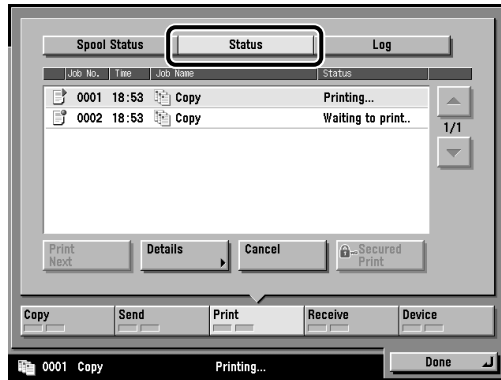 Spool Status Status Log
Job No. Time Job Name Status
0001 18:53 Copy Printing...
0002 18:53 Copy Waiting to print..
1/1
Print Next Details Cancel Secured Print
Copy Send Print Receive Device
0001 Copy Printing... Done